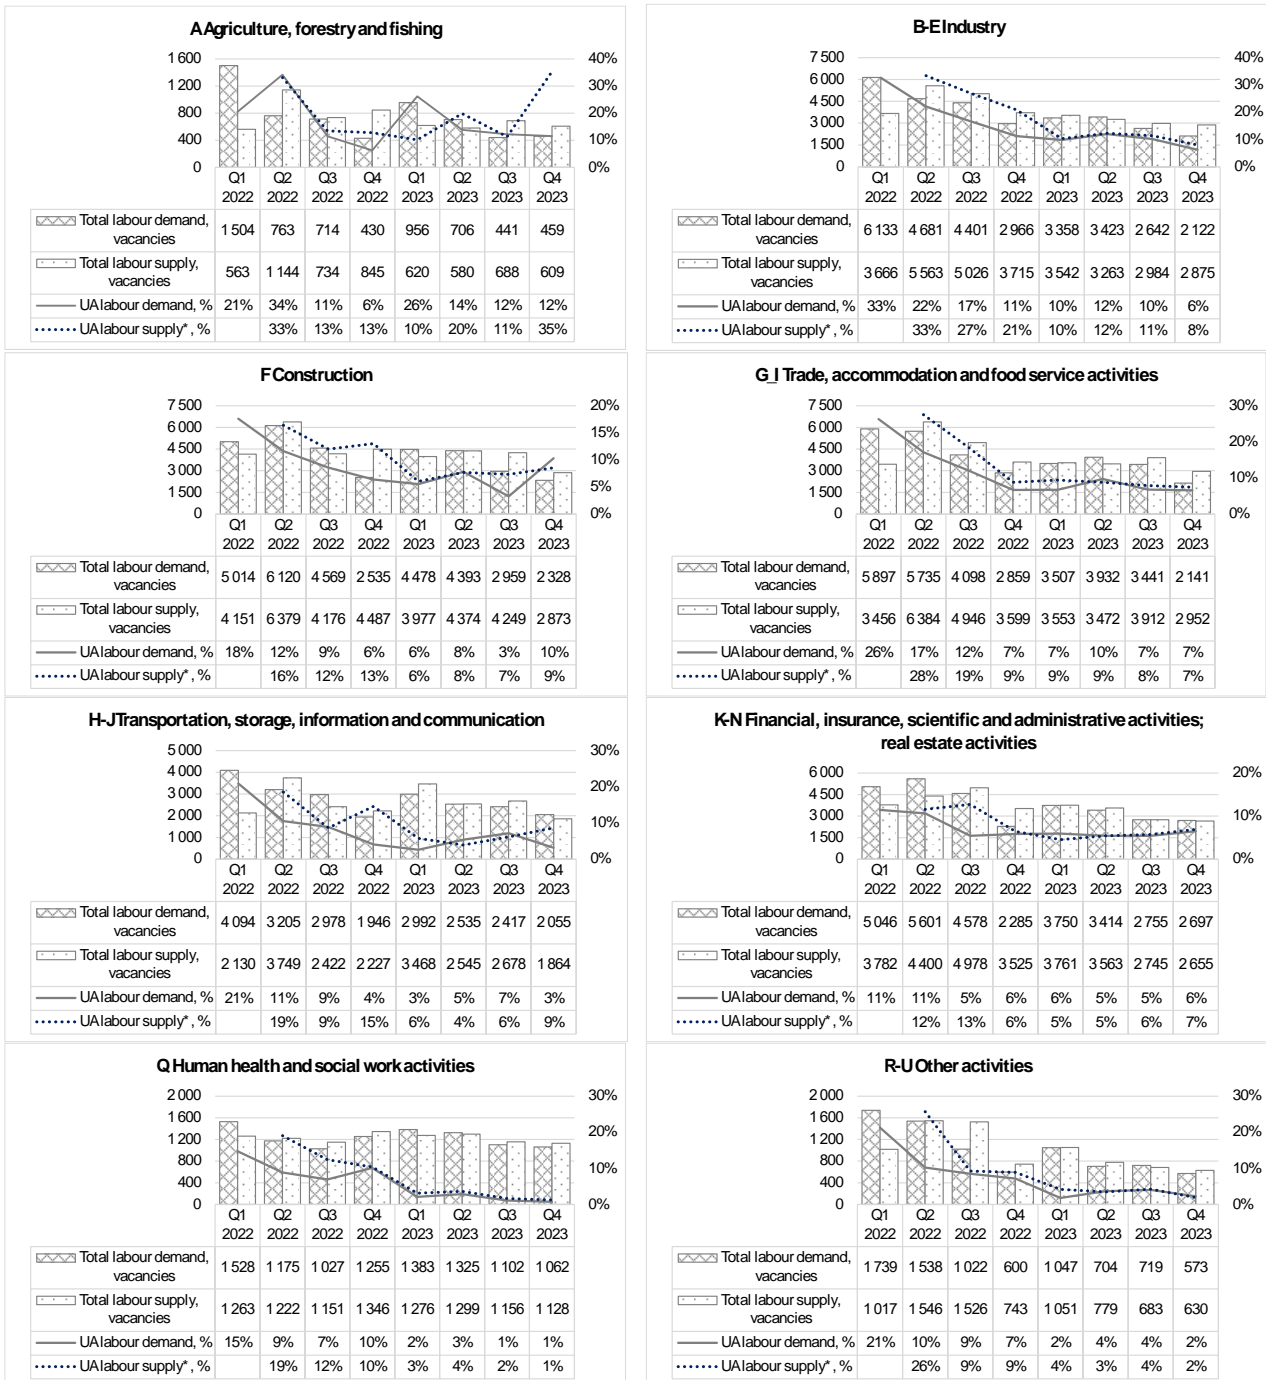 A Agriculture, forestry and fishing
1 600
1 200
800
400
0
40%
30%
20%
10%
0%
Q1 Q2 Q3 Q4 Q1 Q2 Q3 Q4
2022 2022 2022 2022 2023 2023 2023 2023
Total labour demand, vacancies 1 504 763 714 430 956 706 441 459
Total labour supply, vacancies 563 1 144 734 845 620 580 688 609
UA labour demand, % 21% 34% 11% 6% 26% 14% 12% 12%
UA labour supply* , % 33% 13% 13% 10% 20% 11% 35%
B-E Industry
7 500
6 000
4 500
3 000
1 500
0
40%
30%
20%
10%
0%
Q1 Q2 Q3 Q4 Q1 Q2 Q3 Q4
2022 2022 2022 2022 2023 2023 2023 2023
Total labour demand, vacancies 6 133 4 681 4 401 2 966 3 358 3 423 2 642 2 122
Total labour supply, vacancies 3 666 5 563 5 026 3 715 3 542 3 263 2 984 2 875
UA labour demand, % 33% 22% 17% 11% 10% 12% 10% 6%
UA labour supply* , % 33% 27% 21% 10% 12% 11% 8%
F Construction
7 500
6 000
4 500
3 000
1 500
0
20%
15%
10%
5%
0%
Q1 Q2 Q3 Q4 Q1 Q2 Q3 Q4
2022 2022 2022 2022 2023 2023 2023 2023
Total labour demand, vacancies 5 014 6 120 4 569 2 535 4 478 4 393 2 959 2 328
Total labour supply, vacancies 4 151 6 379 4 176 4 487 3 977 4 374 4 249 2 873
UA labour demand, % 18% 12% 9% 6% 6% 8% 3% 10%
UA labour supply* , % 16% 12% 13% 6% 8% 7% 9%
G_I Trade, accommodation and food service activities
7 500
6 000
4 500
3 000
1 500
0
30%
20%
10%
0%
Q1 Q2 Q3 Q4 Q1 Q2 Q3 Q4
2022 2022 2022 2022 2023 2023 2023 2023
Total labour demand, vacancies 5 897 5 735 4 098 2 859 3 507 3 932 3 441 2 141
Total labour supply, vacancies 3 456 6 384 4 946 3 599 3 553 3 472 3 912 2 952
UA labour demand, % 26% 17% 12% 7% 7% 10% 7% 7%
UA labour supply* , % 28% 19% 9% 9% 9% 8% 7%
H-J Transportation, storage, information and communication
5 000
4 000
3 000
2 000
1 000
0
30%
20%
10%
0%
Q1 Q2 Q3 Q4 Q1 Q2 Q3 Q4
2022 2022 2022 2022 2023 2023 2023 2023
Total labour demand, vacancies 4 094 3 205 2 978 1 946 2 992 2 535 2 417 2 055
Total labour supply, vacancies 2 130 3 749 2 422 2 227 3 468 2 545 2 678 1 864
UA labour demand, % 21% 11% 9% 4% 3% 5% 7% 3%
UA labour supply* , % 19% 9% 15% 6% 4% 6% 9%
K-N Financial, insurance, scientific and administrative activities;
real estate activities
6 000
4 500
3 000
1 500
0
20%
10%
0%
Q1 Q2 Q3 Q4 Q1 Q2 Q3 Q4
2022 2022 2022 2022 2023 2023 2023 2023
Total labour demand, vacancies 5 046 5 601 4 578 2 285 3 750 3 414 2 755 2 697
Total labour supply, vacancies 3 782 4 400 4 978 3 525 3 761 3 563 2 745 2 655
UA labour demand, % 11% 11% 5% 6% 6% 5% 5% 6%
UA labour supply* , % 12% 13% 6% 5% 5% 6% 7%
Q Human health and social work activities
2 000
1 600
1 200
800
400
0
30%
20%
10%
0%
Q1 Q2 Q3 Q4 Q1 Q2 Q3 Q4
2022 2022 2022 2022 2023 2023 2023 2023
Total labour demand, vacancies 1 528 1 175 1 027 1 255 1 383 1 325 1 102 1 062
Total labour supply, vacancies 1 263 1 222 1 151 1 346 1 276 1 299 1 156 1 128
UA labour demand, % 15% 9% 7% 10% 2% 3% 1% 1%
UA labour supply* , % 19% 12% 10% 3% 4% 2% 1%
R-U Other activities
2 000
1 600
1 200
800
400
0
30%
20%
10%
0%
Q1 Q2 Q3 Q4 Q1 Q2 Q3 Q4
2022 2022 2022 2022 2023 2023 2023 2023
Total labour demand, vacancies 1 739 1 538 1 022 600 1 047 704 719 573
Total labour supply, vacancies 1 017 1 546 1 526 743 1 051 779 683 630
UA labour demand, % 21% 10% 9% 7% 2% 4% 4% 2%
UA labour supply* , % 26% 9% 9% 4% 3% 4% 2%